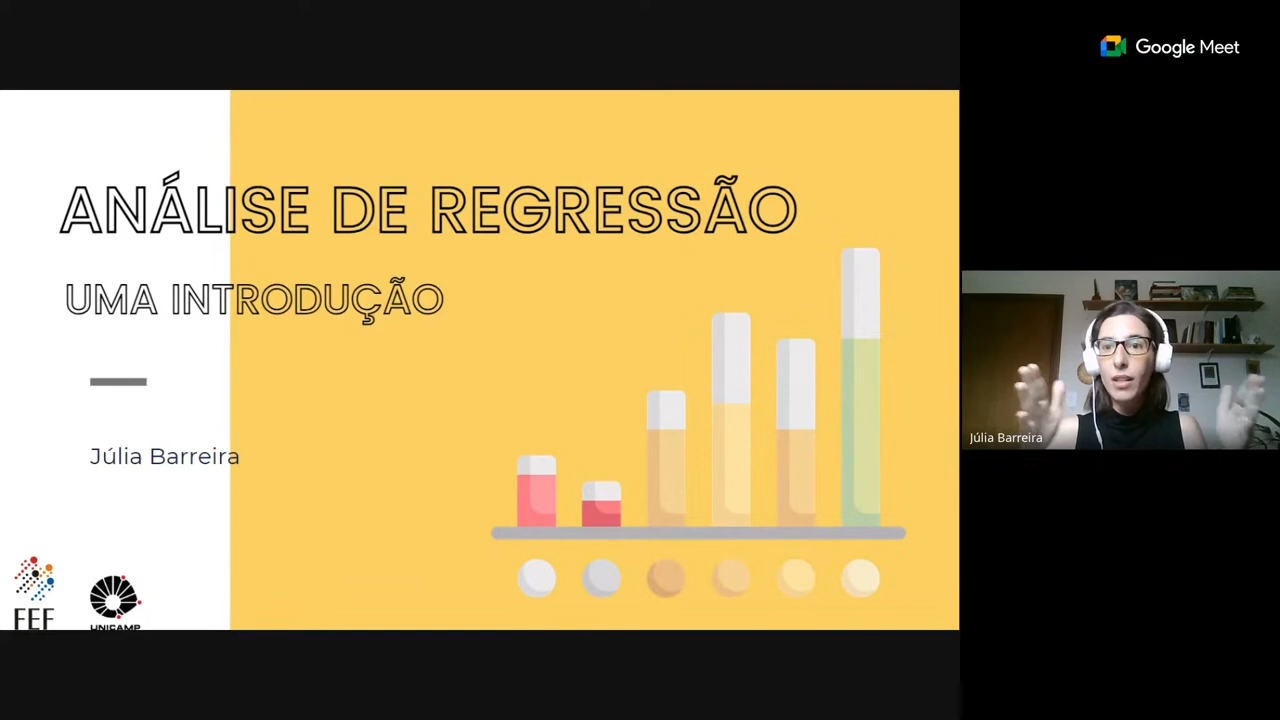 Google Meet
ANÁLISE DE REGRESSÃO
UMA INTRODUÇÃO
Júlia Barreira
FEF
UNICAMP
Júlia Barreira